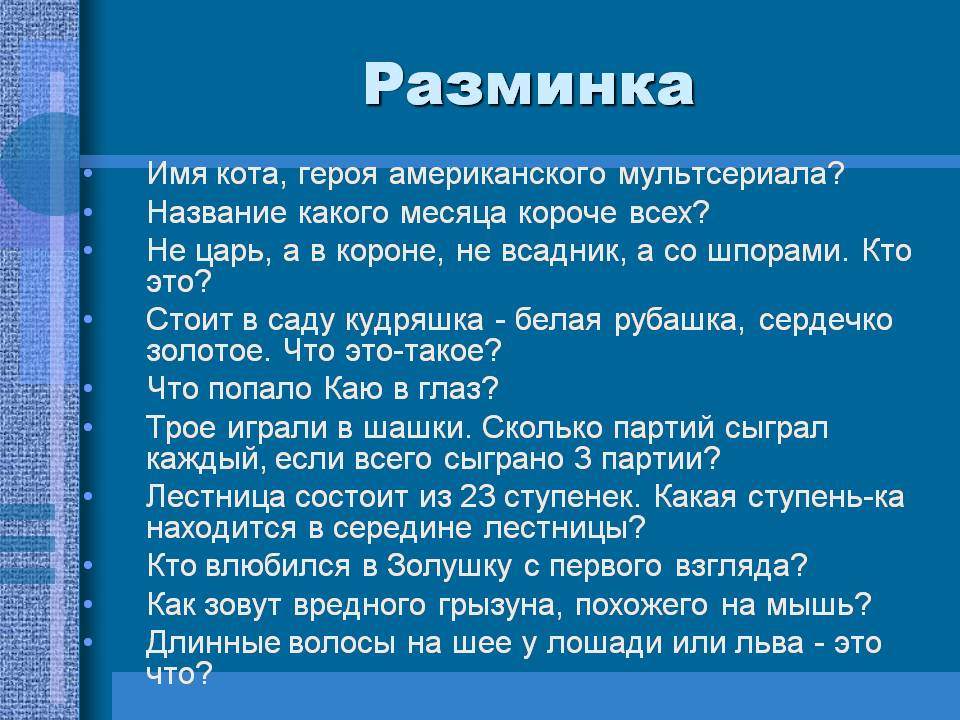 Разминка
• Имя кота, героя американского мультсериала?
• Название какого месяца короче всех?
• Не царь, а в короне, не всадник, а со шпорами. Кто
это?
• Стоит в саду кудряшка - белая рубашка, сердечко
золотое. Что это-такое?
• Что попало Каю в глаз?
• Трое играли в шашки. Сколько партий сыграл
каждый, если всего сыграно 3 партии?
• Лестница состоит из 23 ступенек. Какая ступень-ка
находится в середине лестницы?
• Кто влюбился в Золушку с первого взгляда?
• Как зовут вредного грызуна, похожего на мышь?
• Длинные волосы на шее у лошади или льва - это
что?